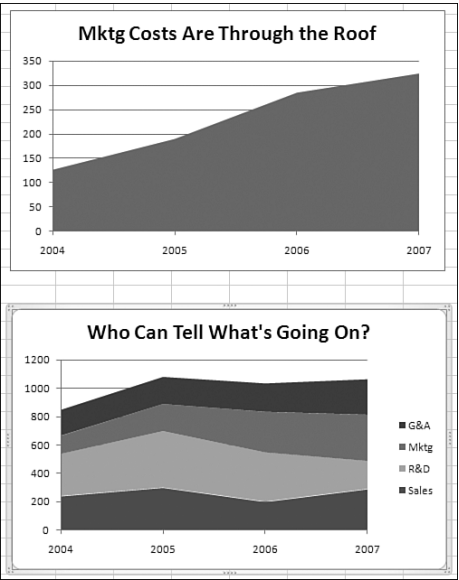 Mktg Costs Are Through the Roof
350
300
250
200
150
100
50
0
2004 2005 2006 2007
Who Can Tell What's Going On?
1200
1000
800
600
400
200
0
2004 2005 2006 2007
G&A
Mktg
R&D
Sales